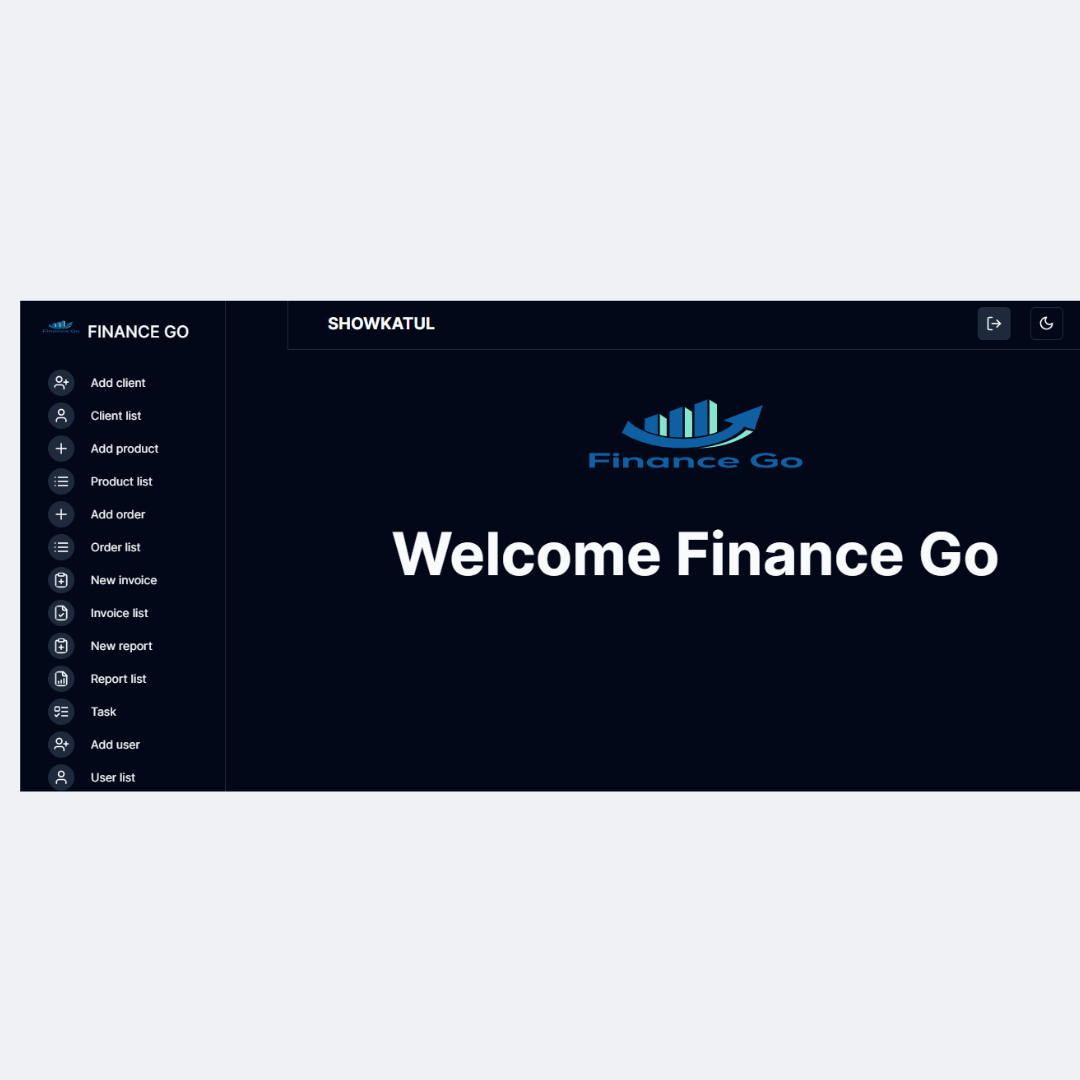 FINANCE GO
Add client
Client list
Add product
Product list
Add order
Order list
New invoice
Invoice list
New report
Report list
Task
Add user
User list
SHOWKATUL
Finance Go
Welcome Finance Go